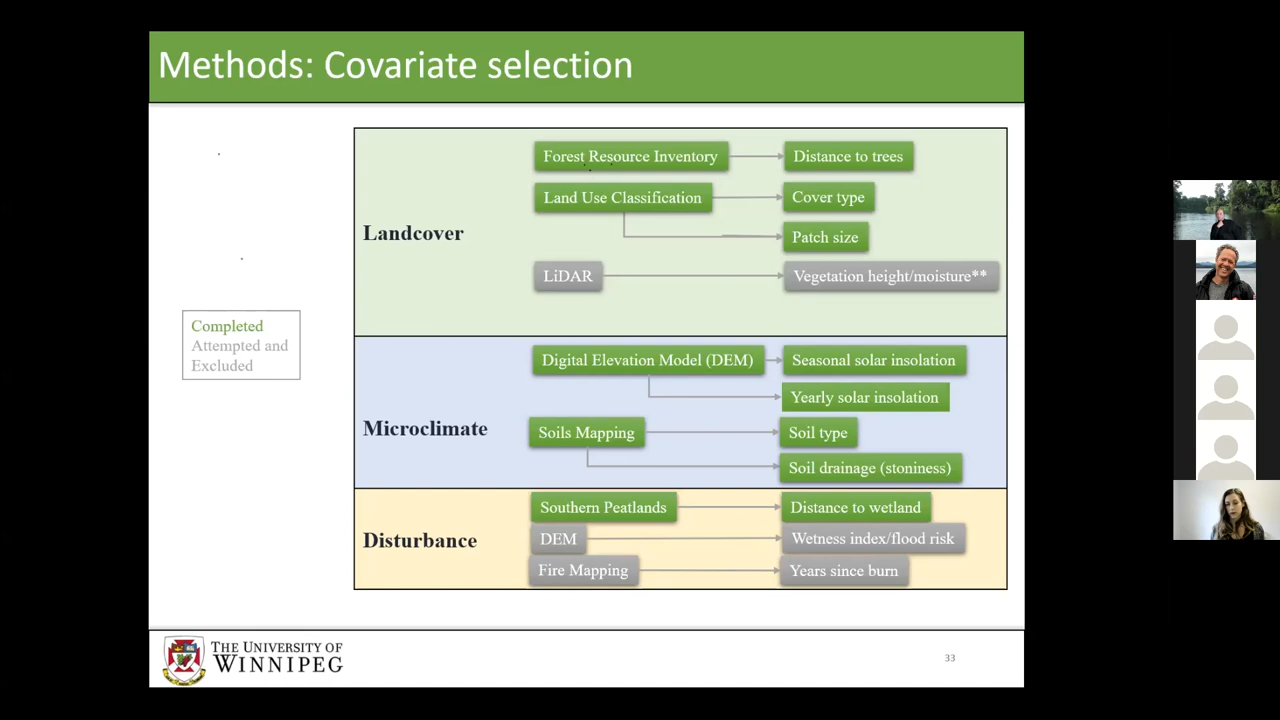 Methods: Covariate selection
Forest Resource Inventory
Distance to trees
Land Use Classification
Cover type
Landcover
Patch size
LiDAR
Vegetation height/moisture**
Completed
Attempted and
Excluded
Digital Elevation Model (DEM)
Seasonal solar insolation
Yearly solar insolation
Microclimate
Soils Mapping
Soil type
Soil drainage (stoniness)
Southern Peatlands
Distance to wetland
Disturbance
DEM
Wetness index/flood risk
Fire Mapping
Years since burn
THE UNIVERSITY OF
WINNIPEG
33